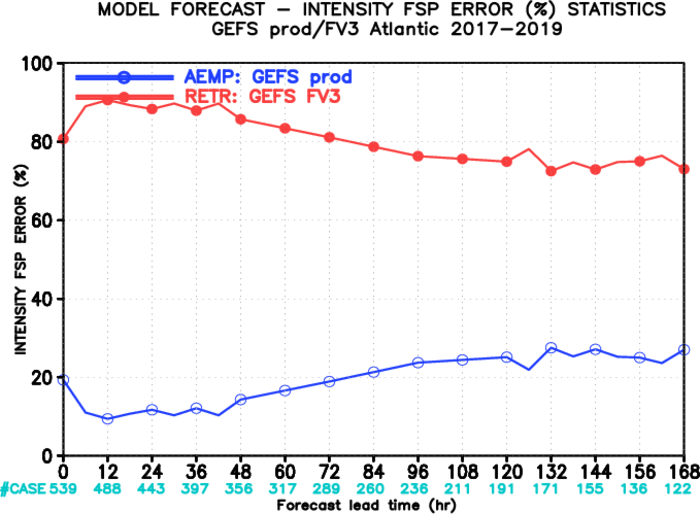 MODEL FORECAST − INTENSITY FSP ERROR (%) STATISTICS
GEFS prod/FV3 Atlantic 2017−2019
AEMP: GEFS prod
RETR: GEFS FV3
INTENSITY FSP ERROR (%)
100
80
60
40
20
0
0 12 24 36 48 60 72 84 96 108 120 132 144 156 168
#CASE 539 488 443 397 356 317 289 260 236 211 191 171 155 136 122
Forecast lead time (hr)